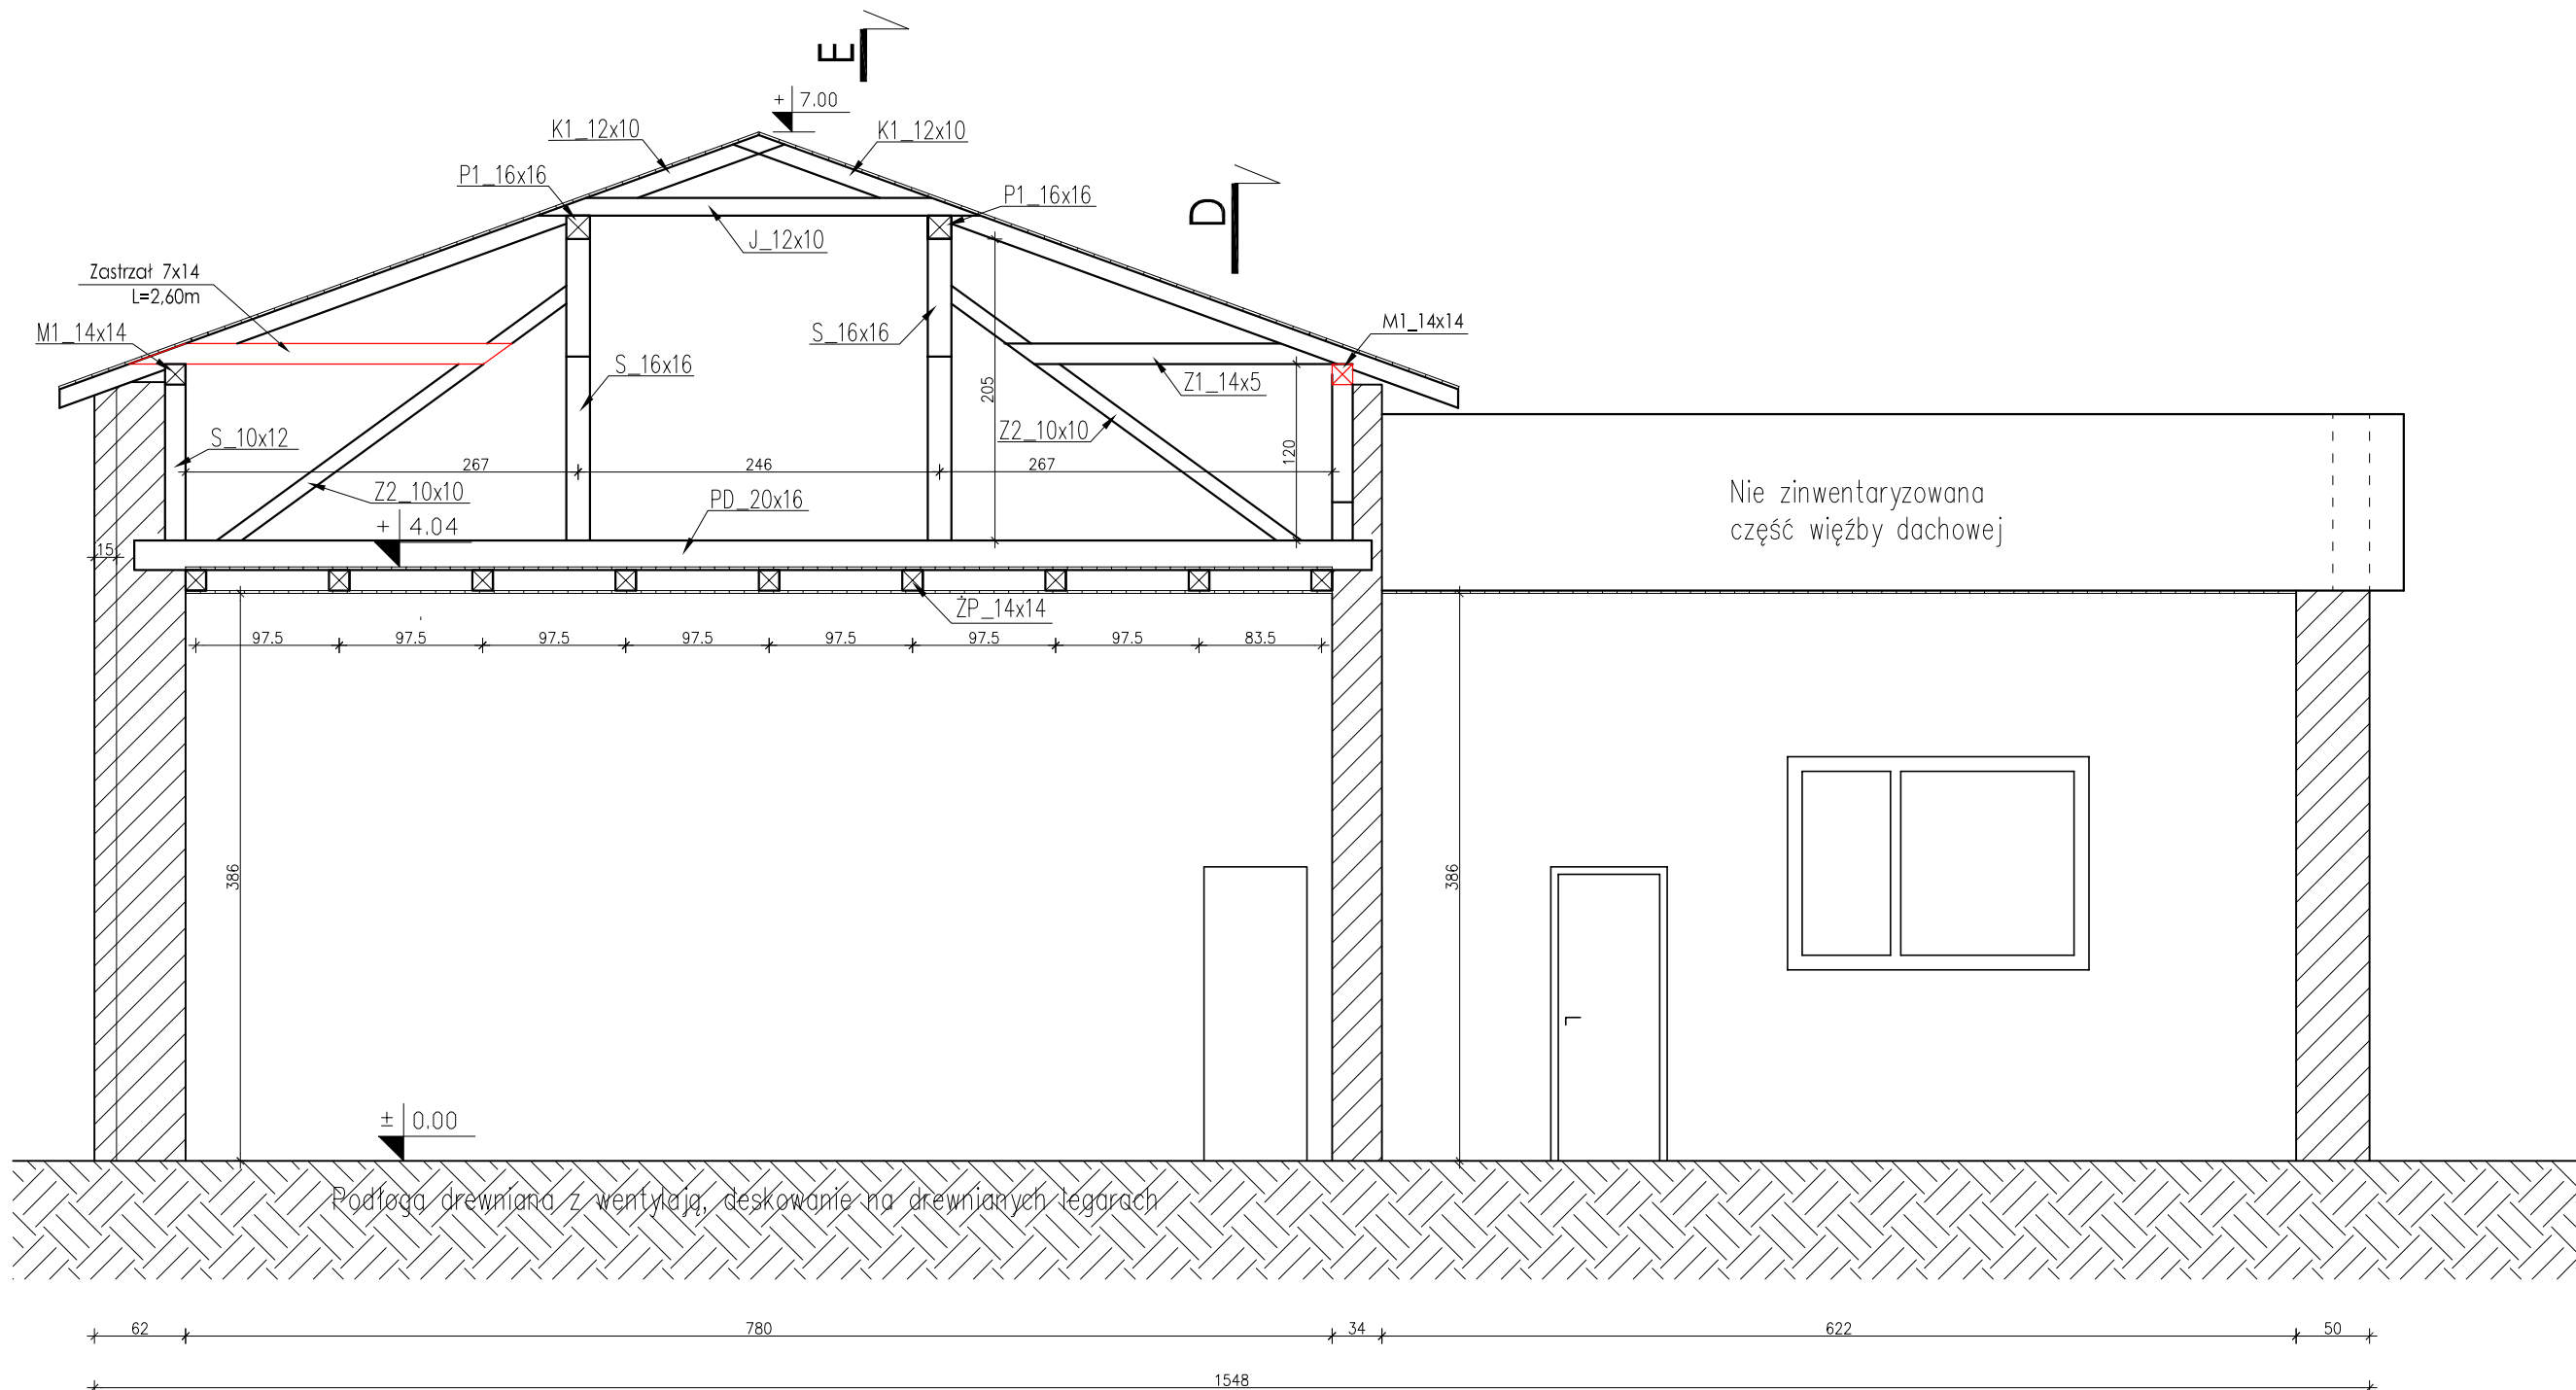 E
+ 7.00
K1_12x10
K1_12x10
P1_16x16
P1_16x16
D
J_12x10
Zastrzał 7x14
L=2,60m
M1_14x14
M1_14x14
S_16x16
S_16x16
Z1_14x5
205
S_10x12
Z2_10x10
120
267
246
267
Z2_10x10
PD_20x16
Nie zinwentaryzowana
część więźby dachowej
+ 4.04
15
ŻP_14x14
97.5
97.5
97.5
97.5
97.5
97.5
97.5
83.5
386
386
± 0.00
Podłoga drewniana z wentylają, deskowanie na drewnianych legarach
62
780
34
622
50
1548